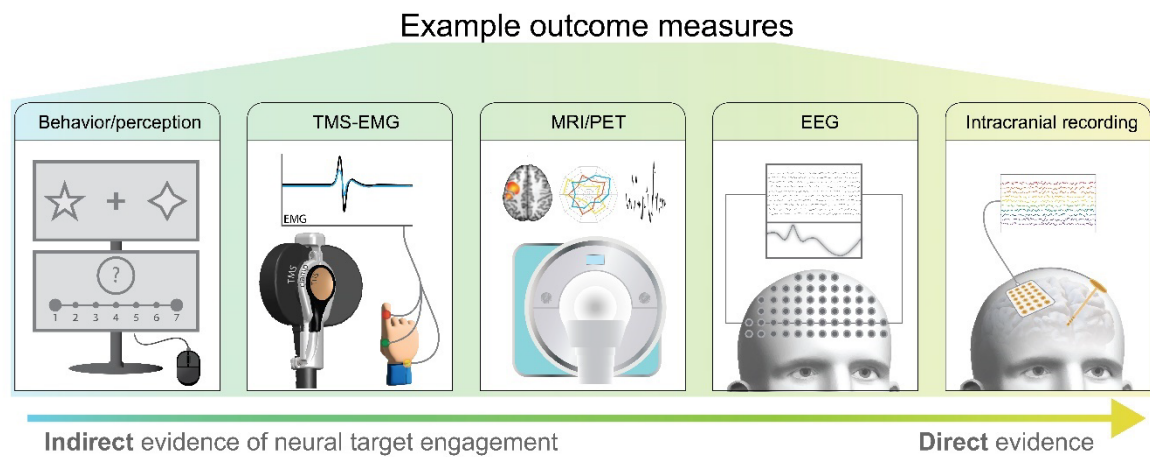 Example outcome measures
Behavior/perception
TMS-EMG
MRI/PET
EEG
Intracranial recording
?
1 2 3 4 5 6 7
EMG
TMS
Indirect evidence of neural target engagement
Direct evidence